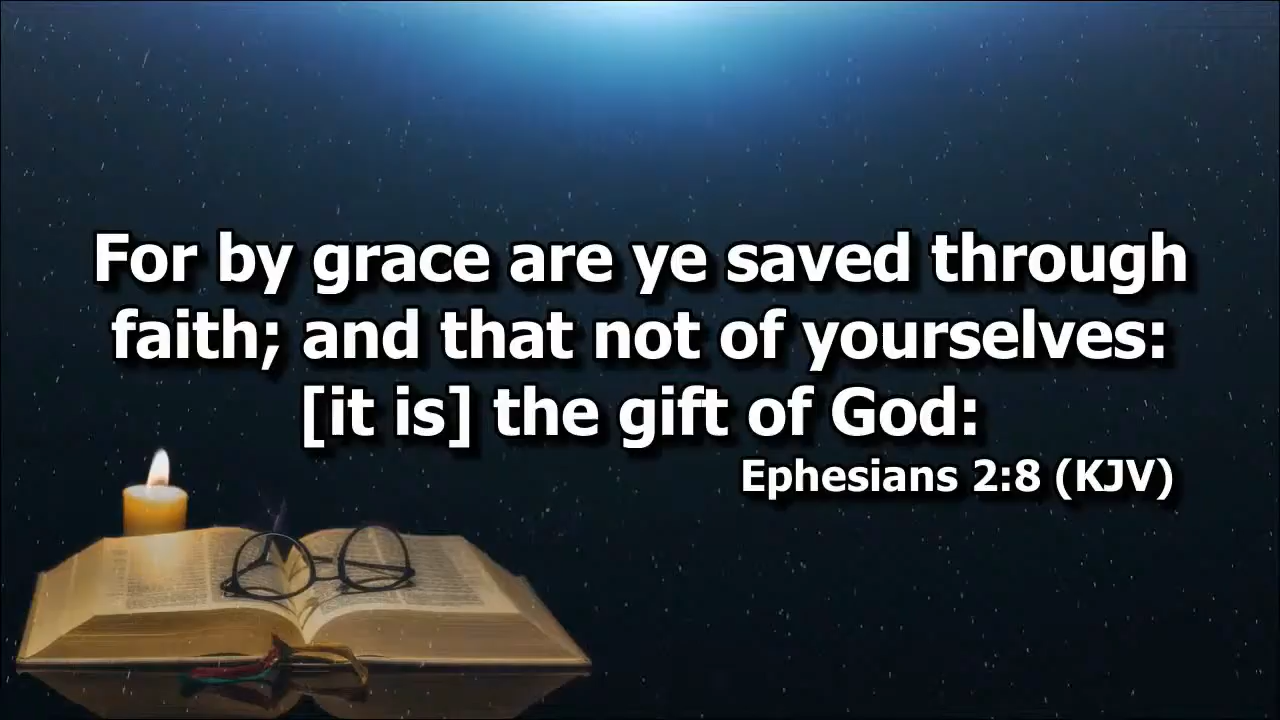 For by grace are ye saved through
faith; and that not of yourselves:
[it is] the gift of God:
Ephesians 2:8 (KJV)